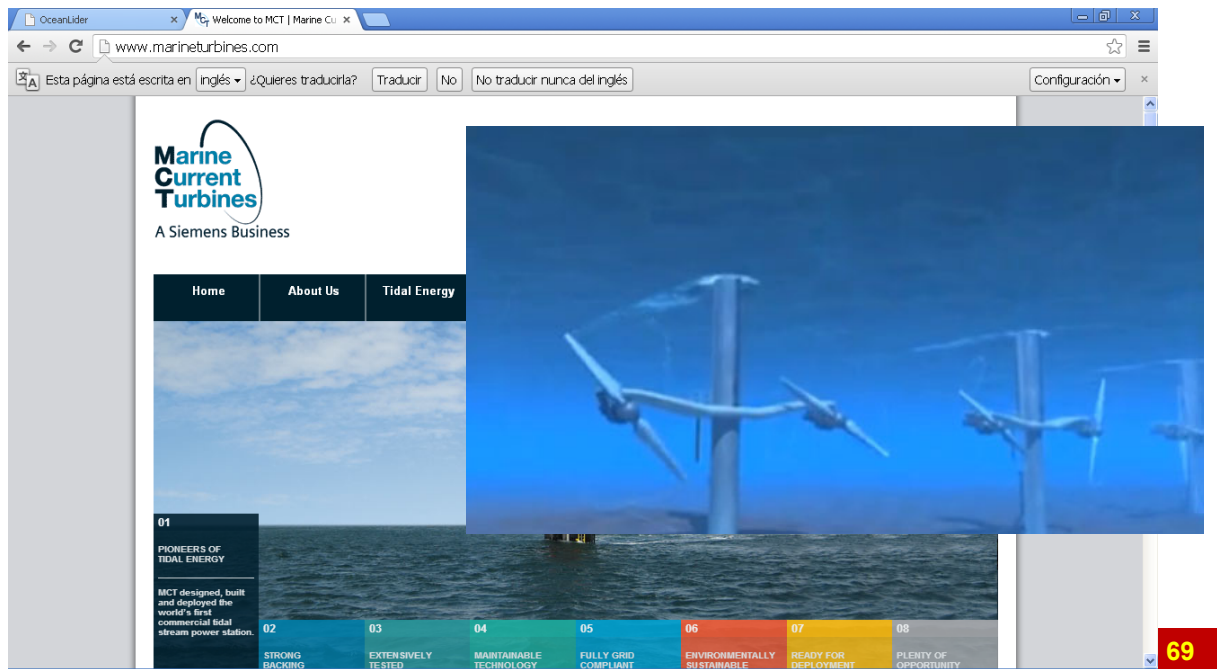 OceanLider
MCT Welcome to MCT | Marine Cu
www.marineturbines.com
Esta página está escrita en inglés ¿Quieres traducirla? Traducir No No traducir nunca del inglés Configuración
Marine
Current
Turbines
A Siemens Business
Home About Us Tidal Energy
01
PIONEERS OF
TIDAL ENERGY
MCT designed, built
and deployed the
world's first
commercial tidal
stream power station.
02
STRONG
BACKING
03
EXTENSIVELY
TESTED
04
MAINTAINABLE
TECHNOLOGY
05
FULLY GRID
COMPLIANT
06
ENVIRONMENTALLY
SUSTAINABLE
07
READY FOR
DEPLOYMENT
08
PLENTY OF
OPPORTUNITY
69